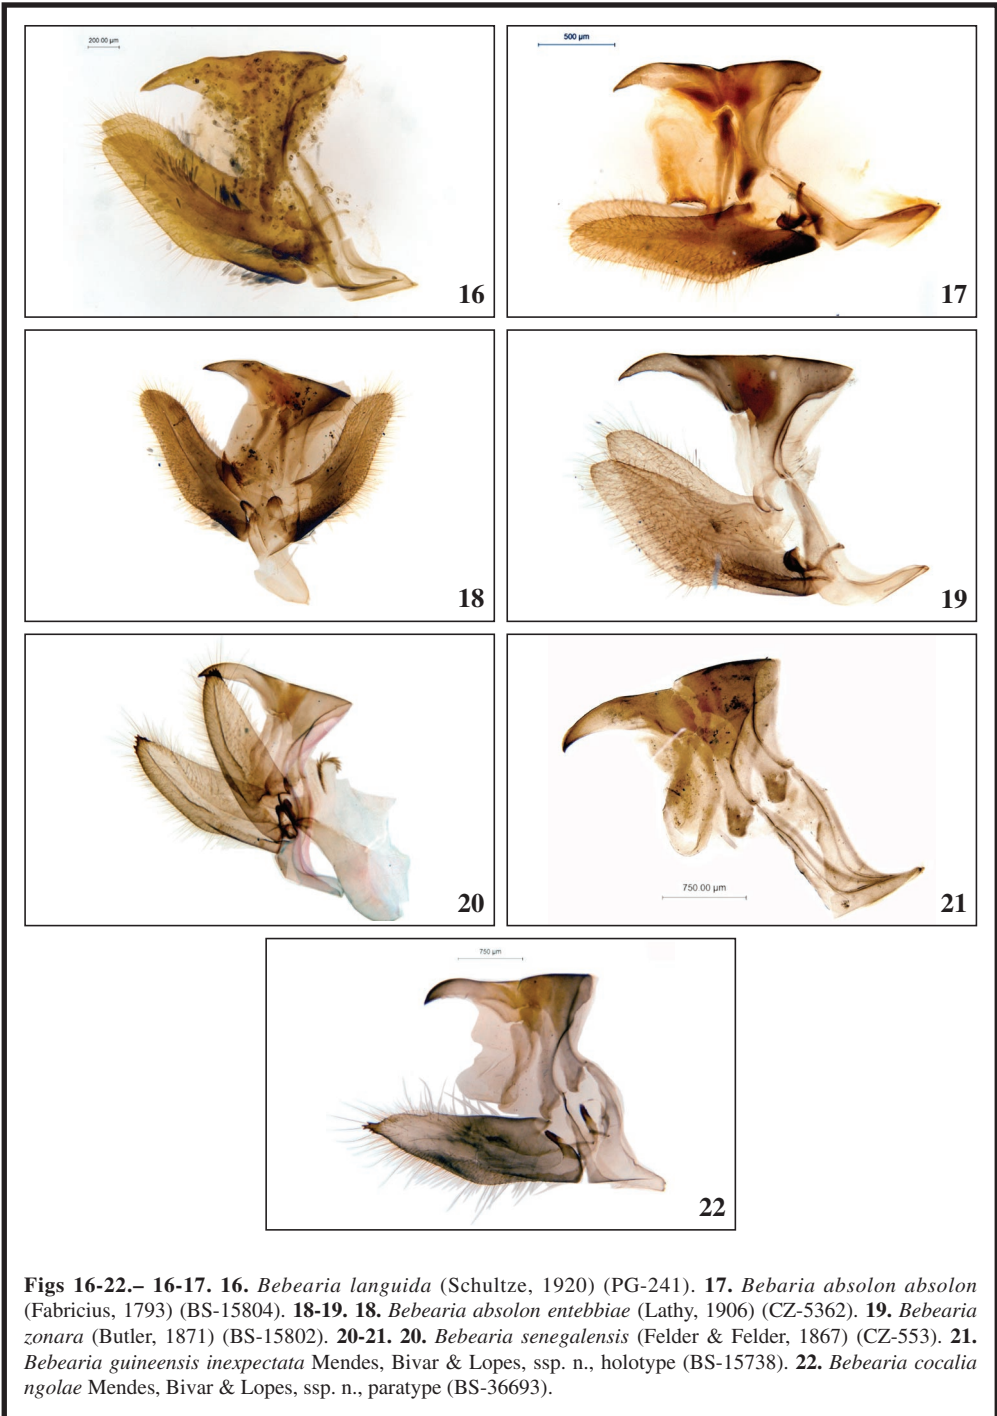 200.00 µm
500 µm
16
17
18
19
20
750.00 µm
21
750 µm
22
Figs 16-22.– 16-17. 16. Bebearia languida (Schultze, 1920) (PG-241). 17. Bebaria absolon absolon
(Fabricius, 1793) (BS-15804). 18-19. 18. Bebearia absolon entebbiae (Lathy, 1906) (CZ-5362). 19. Bebearia
zonara (Butler, 1871) (BS-15802). 20-21. 20. Bebearia senegalensis (Felder & Felder, 1867) (CZ-553). 21.
Bebearia guineensis inexpectata Mendes, Bivar & Lopes, ssp. n., holotype (BS-15738). 22. Bebearia cocalia
ngolae Mendes, Bivar & Lopes, ssp. n., paratype (BS-36693).